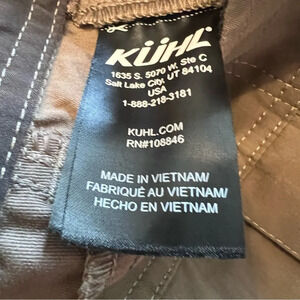 KÜHL
1635 S. 5070 W. Ste C
Salt Lake City, UT 84104
USA
1-888-218-3181
KUHL.COM
RN#108846
MADE IN VIETNAM/
FABRIQUÉ AU VIETNAM/
HECHO EN VIETNAM